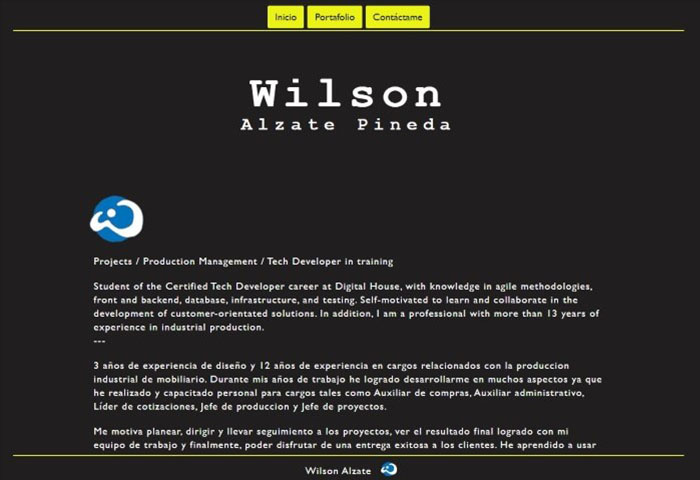 Inicio Portafolio Contáctame
Wilson
Alzate Pineda
Projects / Production Management / Tech Developer in training
Student of the Certified Tech Developer career at Digital House, with knowledge in agile methodologies,
front and backend, database, infrastructure, and testing. Self-motivated to learn and collaborate in the
development of customer-orientated solutions. In addition, I am a professional with more than 13 years of
experience in industrial production.
---
3 años de experiencia de diseño y 12 años de experiencia en cargos relacionados con la produccion
industrial de mobiliario. Durante mis años de trabajo he logrado desarrollarme en muchos aspectos ya que
he realizado y capacitado personal para cargos tales como Auxiliar de compras, Auxiliar administrativo,
Líder de cotizaciones, Jefe de produccion y Jefe de proyectos.
Me motiva planear, dirigir y llevar seguimiento a los proyectos, ver el resultado final logrado con mi
equipo de trabajo y finalmente, poder disfrutar de una entrega exitosa a los clientes. He aprendido a usar
Wilson Alzate